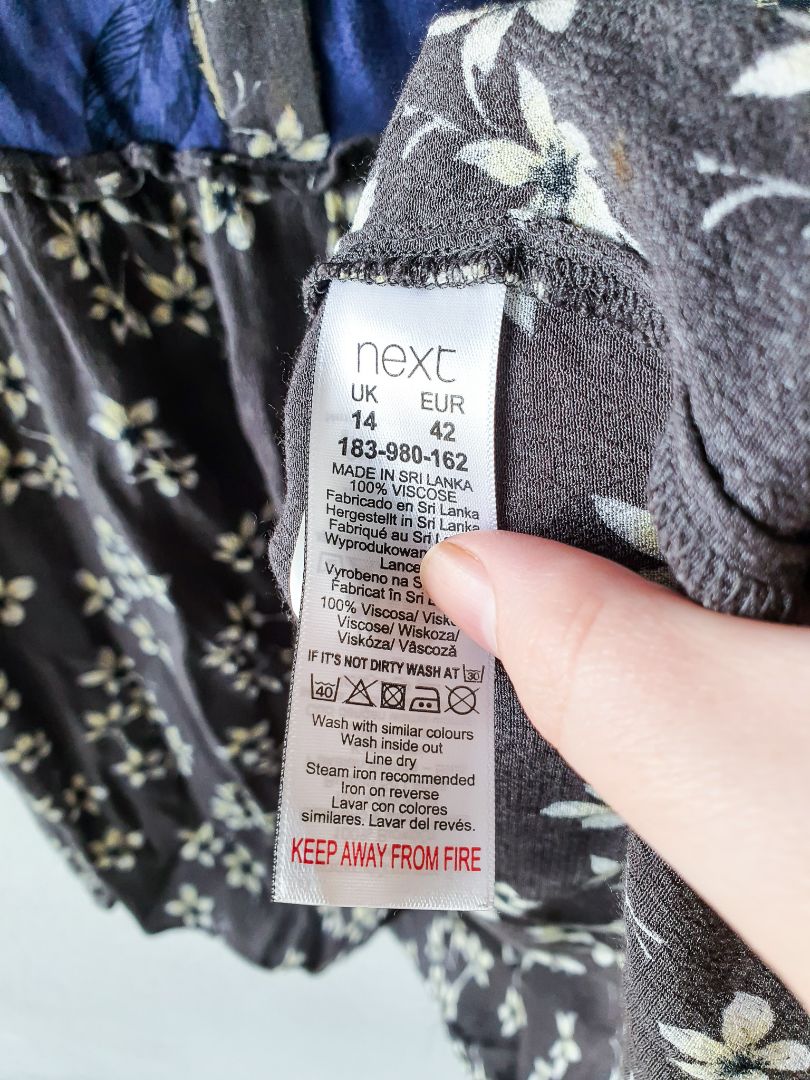 next
UK EUR
14 42
183-980-162
MADE IN SRI LANKA
100% VISCOSE
Fabricado en Sri Lanka
Hergestellt in Sri Lanka
Fabriqué au Sri
Wyprodukowan
Lance
Vyrobeno na
Fabricat în Sri
100% Viscosa/
Viscose/ Wiskoza/
Viskóza/ Vâscoză
IF IT'S NOT DIRTY WASH AT 30
40
Wash with similar colours
Wash inside out
Line dry
Steam iron recommended
Iron on reverse
Lavar con colores
similares. Lavar del revés.
KEEP AWAY FROM FIRE